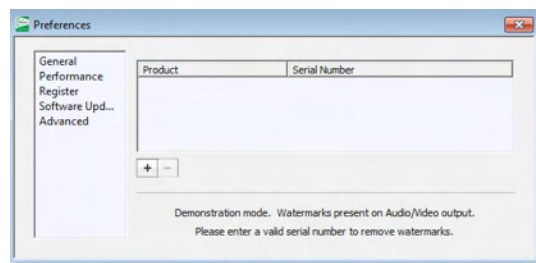 Preferences
General
Performance
Register
Software Upd...
Advanced
Product Serial Number
+ -
Demonstration mode. Watermarks present on Audio/Video output.
Please enter a valid serial number to remove watermarks.